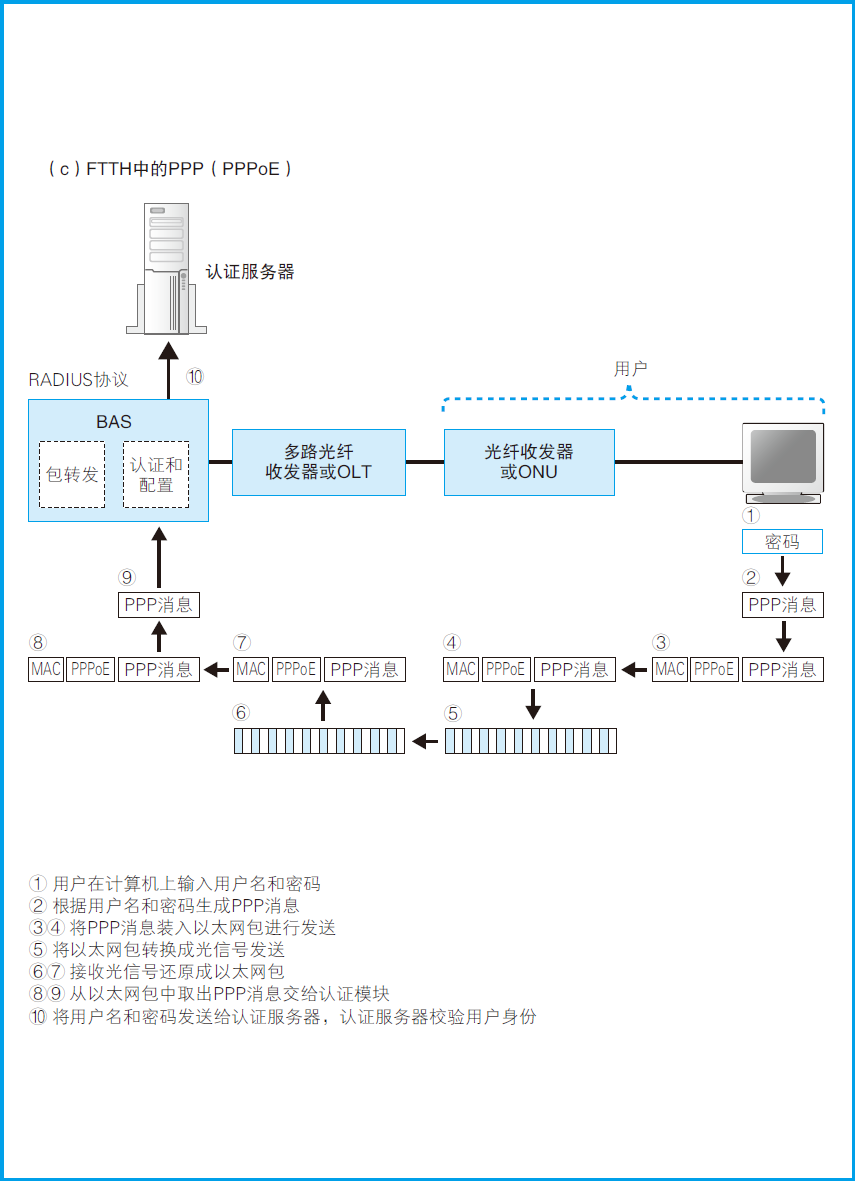 （c）FTTH中的PPP（PPPoE）
认证服务器
RADIUS协议
⑩
用户
BAS
包转发
认证和
配置
多路光纤
收发器或OLT
光纤收发器
或ONU
①
密码
⑨
②
PPP消息
PPP消息
⑧
⑦
④
③
MAC PPPoE PPP消息
MAC PPPoE PPP消息
MAC PPPoE PPP消息
MAC PPPoE PPP消息
⑥
⑤
① 用户在计算机上输入用户名和密码
② 根据用户名和密码生成PPP消息
③④ 将PPP消息装入以太网包进行发送
⑤ 将以太网包转换成光信号发送
⑥⑦ 接收光信号还原成以太网包
⑧⑨ 从以太网包中取出PPP消息交给认证模块
⑩ 将用户名和密码发送给认证服务器，认证服务器校验用户身份